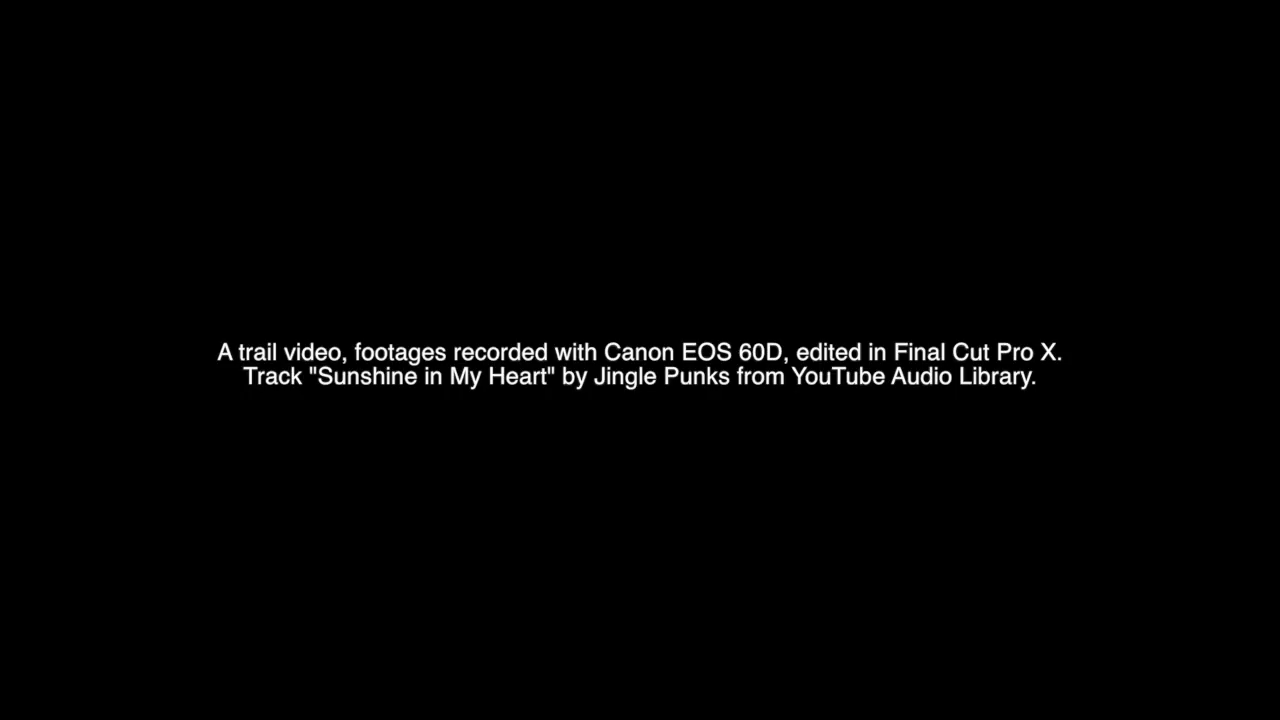 A trail video, footages recorded with Canon EOS 60D, edited in Final Cut Pro X.
Track "Sunshine in My Heart" by Jingle Punks from YouTube Audio Library.